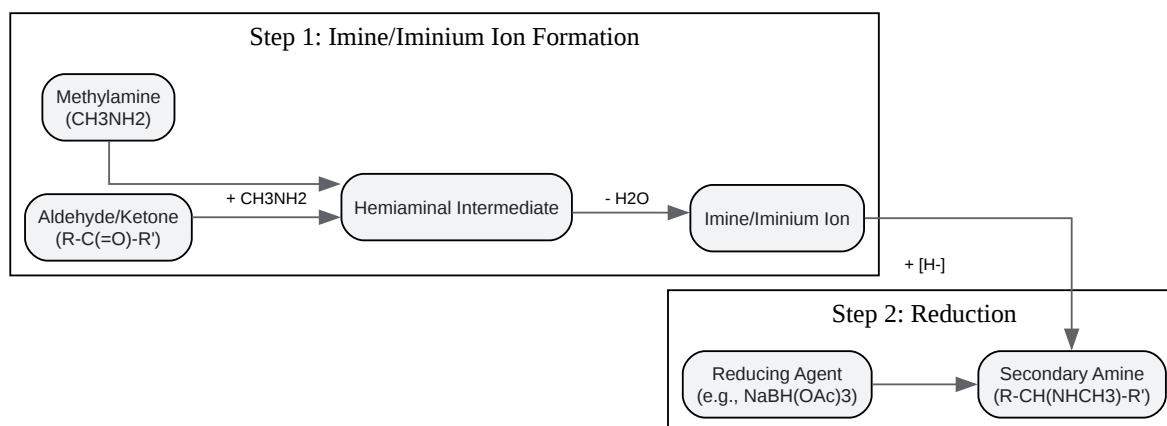 Step 1: Imine/Iminium Ion Formation
Methylamine
(CH3NH2)
+ CH3NH2
Aldehyde/Ketone
(R-C(=O)-R')
Hemiaminal Intermediate
- H2O
Imine/Iminium Ion
+ [H-]
Step 2: Reduction
Reducing Agent
(e.g., NaBH(OAc)3)
Secondary Amine
(R-CH(NHCH3)-R')